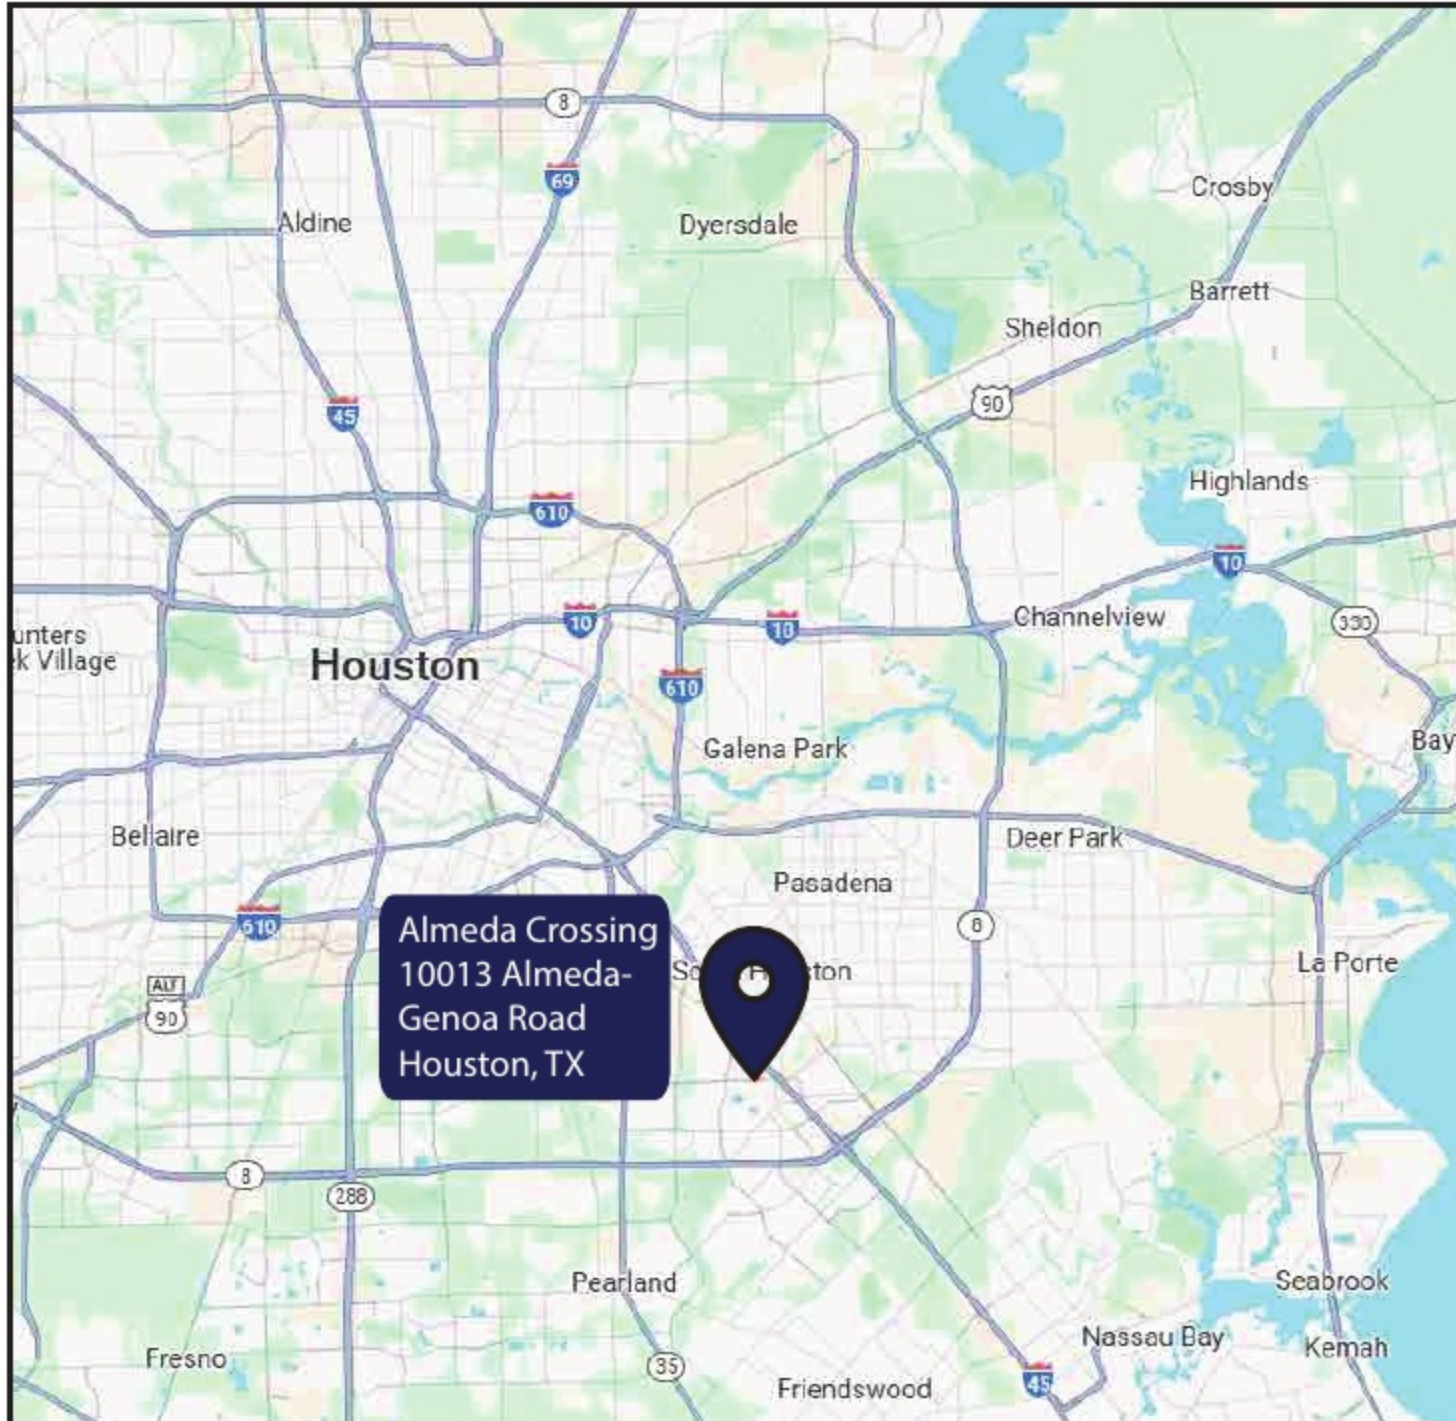 8
69
Crosby
Aldine
Dyersdale
Barrett
Sheldon
90
45
Highlands
610
10
10
10
Channelview
330
unters
ek Village
Houston
610
Galena Park
Bay
Bellaire
Deer Park
Pasadena
610
Almeda Crossing
10013 Almeda-
Genoa Road
Houston, TX
8
La Porte
ALT
90
8
288
Pearland
Seabrook
Nassau Bay
Kemah
Fresno
35
45
Friendswood